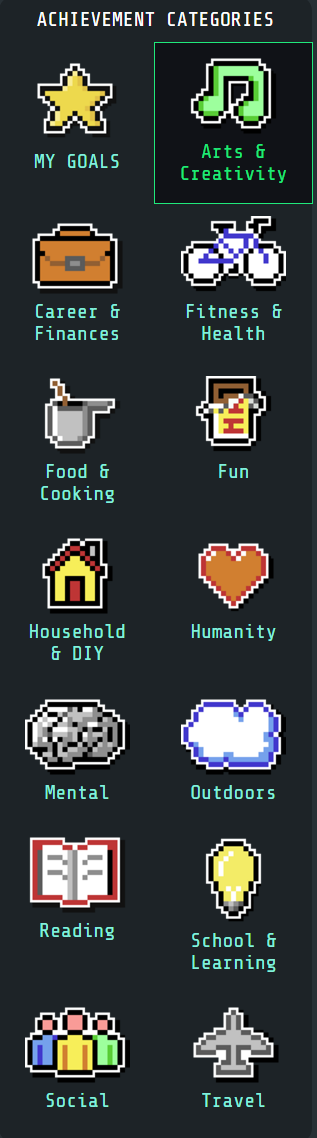 ACHIEVEMENT CATEGORIES
MY GOALS
Arts &
Creativity
Career &
Finances
Fitness &
Health
Food &
Cooking
Fun
Household
& DIY
Humanity
Mental
Outdoors
Reading
School &
Learning
Social
Travel